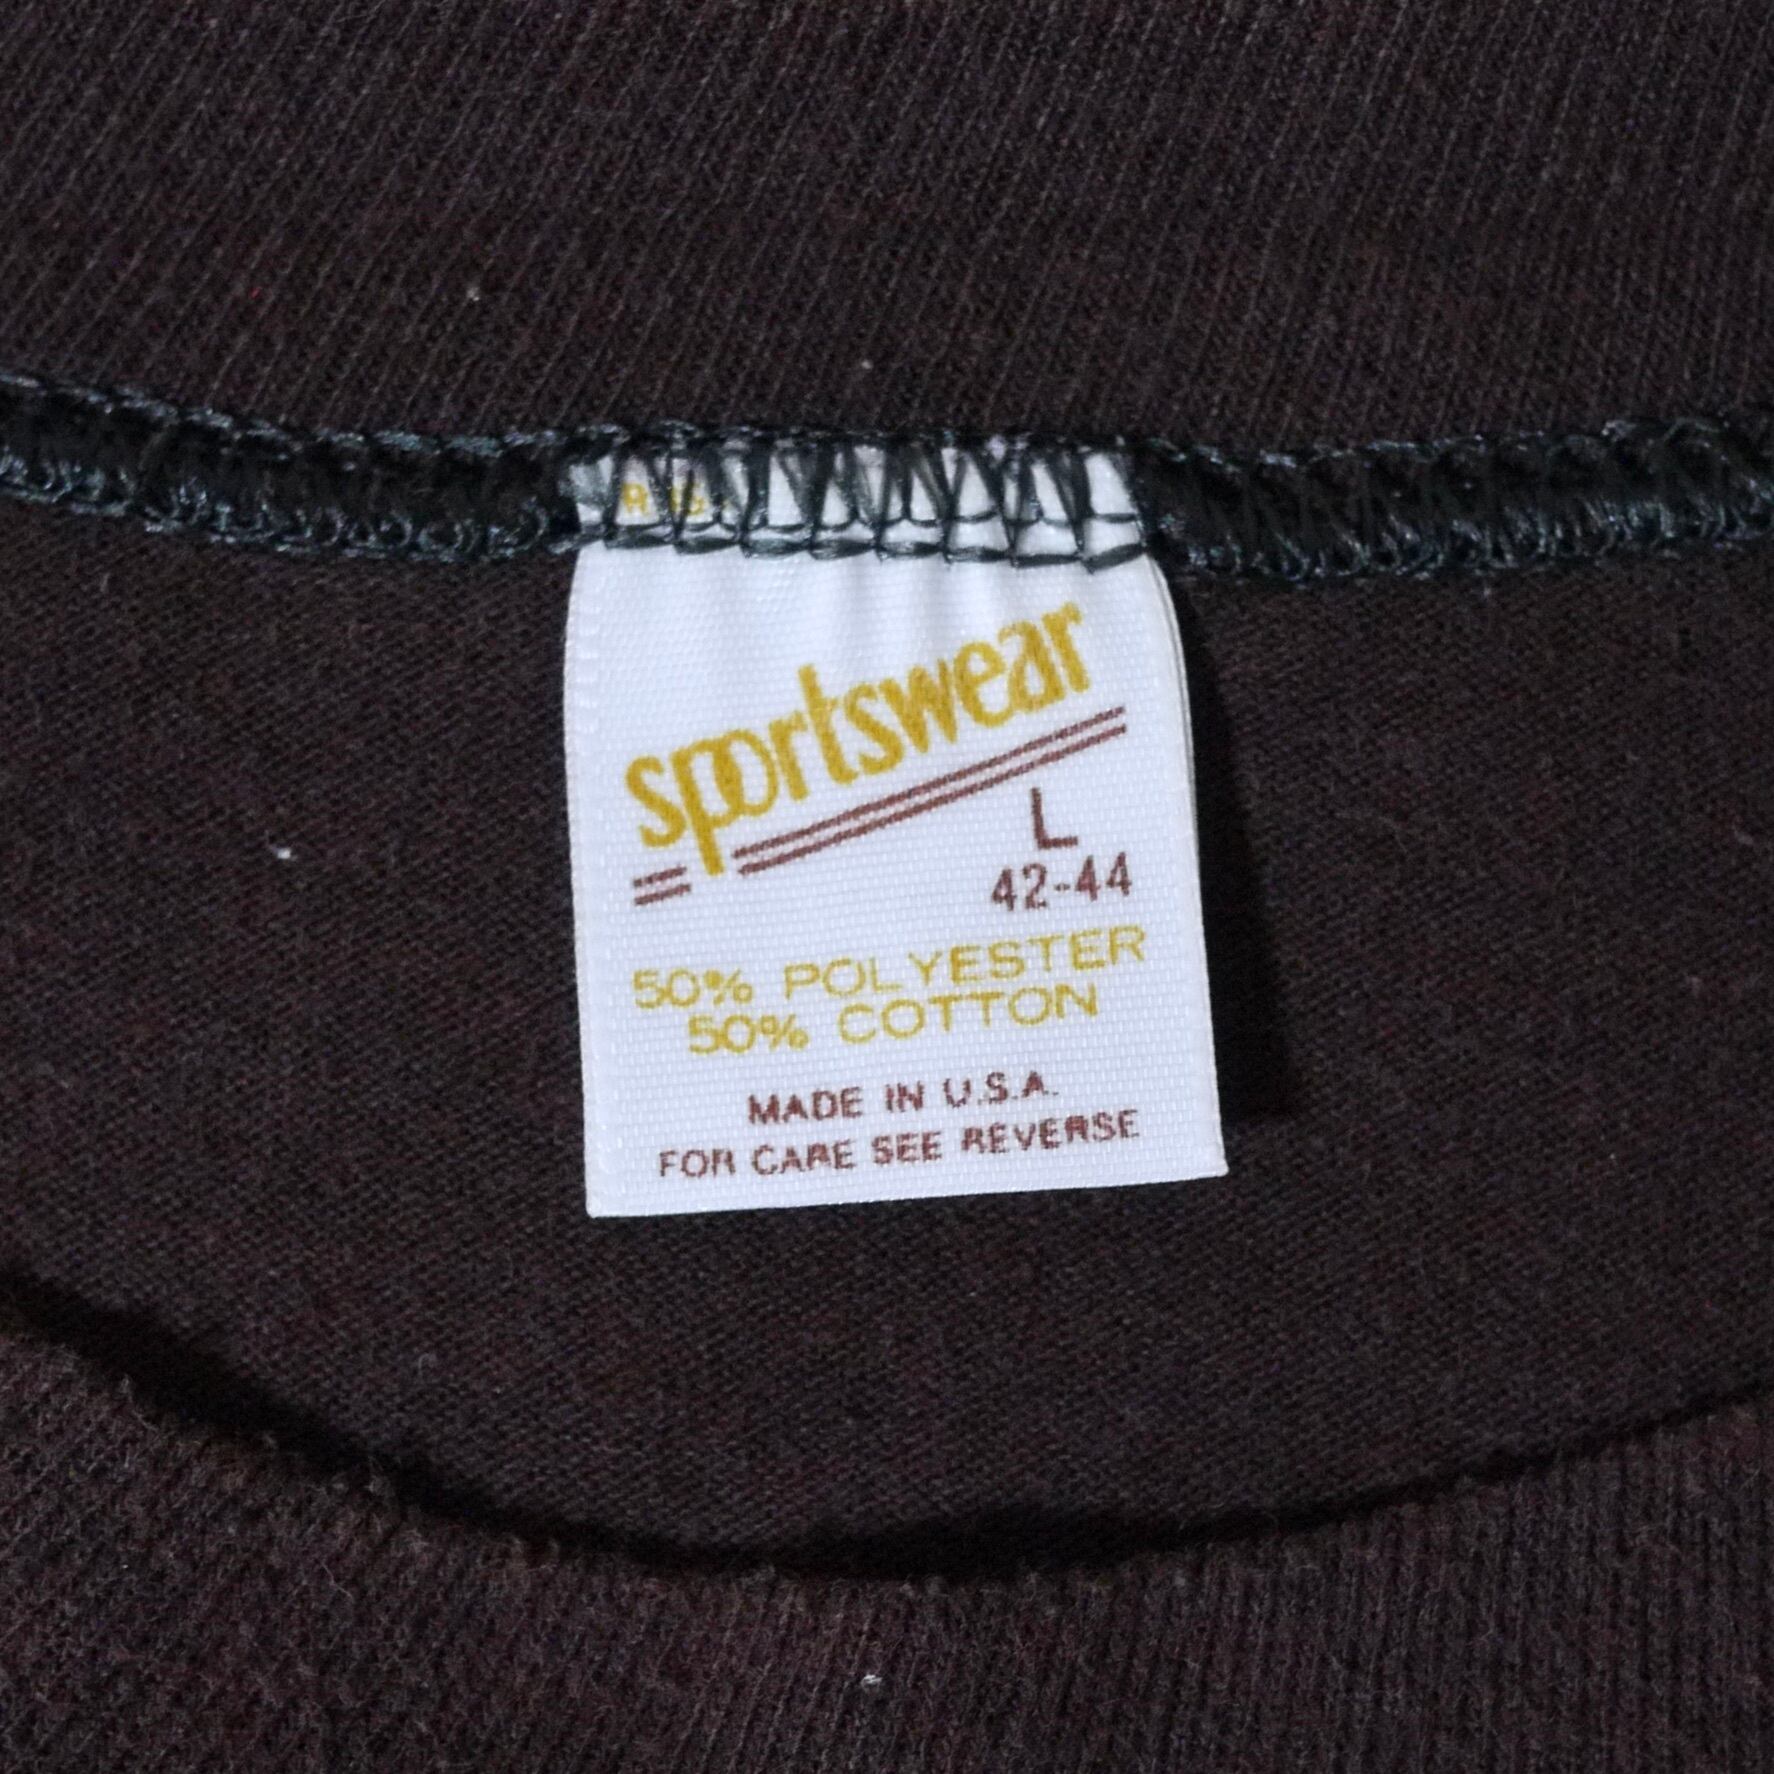 sportswear
L
42-44
50% POLYESTER
50% COTTON
MADE IN U.S.A.
FOR CARE SEE REVERSE